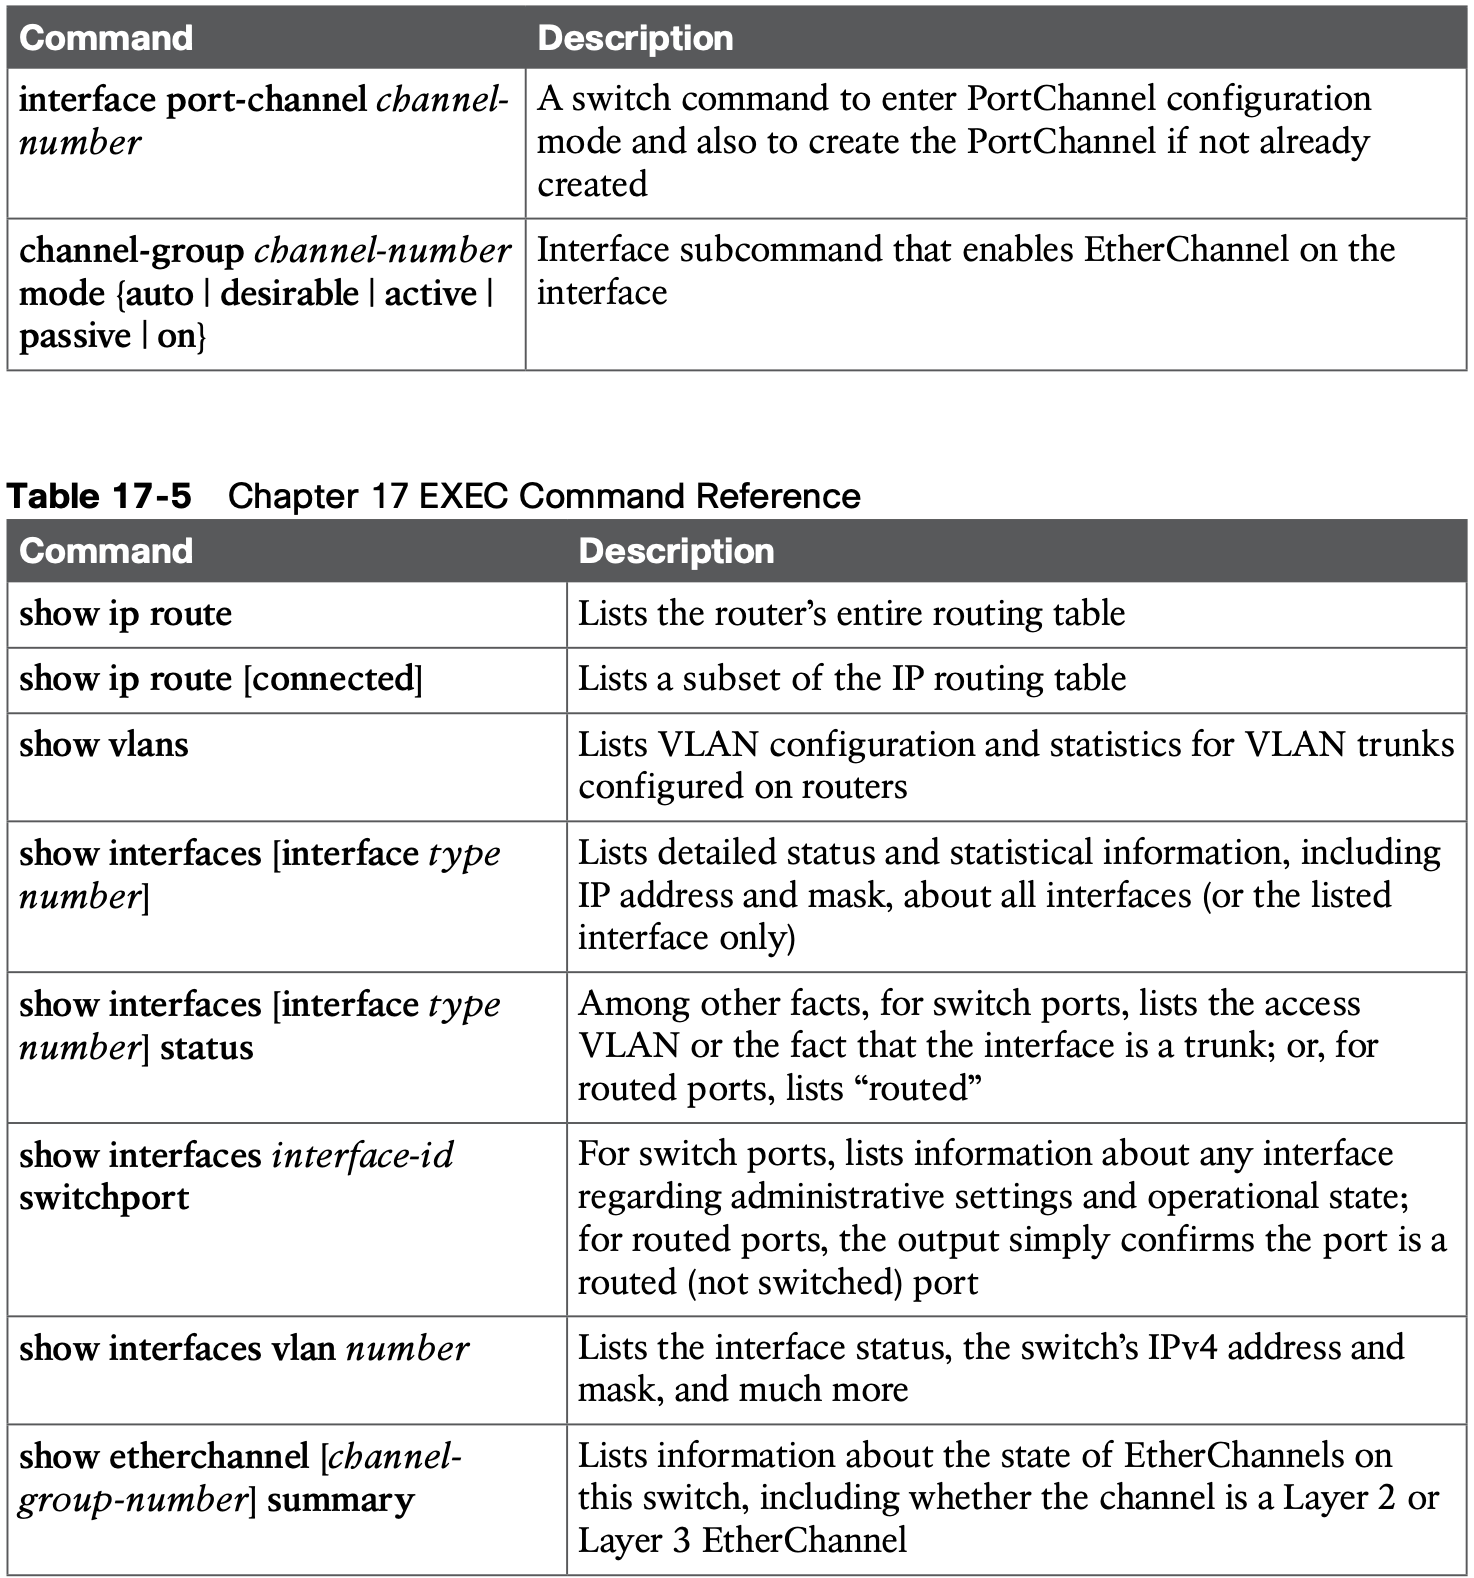 Command Description
interface port-channel channel-
number
A switch command to enter PortChannel configuration
mode and also to create the PortChannel if not already
created
channel-group channel-number
mode {auto | desirable | active |
passive | on}
Interface subcommand that enables EtherChannel on the
interface
Table 17-5 Chapter 17 EXEC Command Reference
Command Description
show ip route
Lists the router’s entire routing table
show ip route [connected]
Lists a subset of the IP routing table
show vlans
Lists VLAN configuration and statistics for VLAN trunks
configured on routers
show interfaces [interface type
number]
Lists detailed status and statistical information, including
IP address and mask, about all interfaces (or the listed
interface only)
show interfaces [interface type
number] status
Among other facts, for switch ports, lists the access
VLAN or the fact that the interface is a trunk; or, for
routed ports, lists “routed”
show interfaces interface-id
switchport
For switch ports, lists information about any interface
regarding administrative settings and operational state;
for routed ports, the output simply confirms the port is a
routed (not switched) port
show interfaces vlan number
Lists the interface status, the switch’s IPv4 address and
mask, and much more
show etherchannel [channel-
group-number] summary
Lists information about the state of EtherChannels on
this switch, including whether the channel is a Layer 2 or
Layer 3 EtherChannel